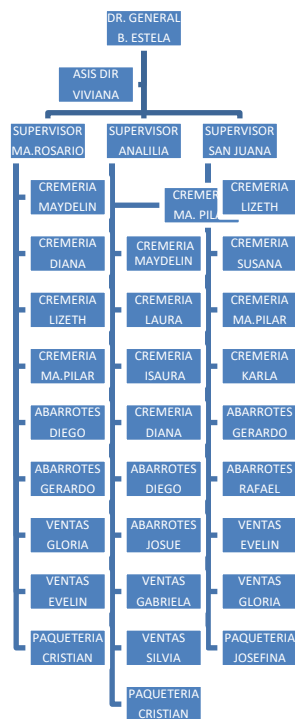 DR. GENERAL
B. ESTELA
ASIS DIR
VIVIANA
SUPERVISOR
MA.ROSARIO
SUPERVISOR
ANALILIA
SUPERVISOR
SAN JUANA
CREMERIA
MAYDELIN
CREMERIA
DIANA
CREMERIA
LIZETH
CREMERIA
MA.PILAR
ABARROTES
DIEGO
ABARROTES
GERARDO
VENTAS
GLORIA
VENTAS
EVELIN
PAQUETERIA
CRISTIAN
MA. PILA
CREMERIA
MAYDELIN
CREMERIA
LAURA
CREMERIA
ISAURA
CREMERIA
DIANA
ABARROTES
DIEGO
ABARROTES
JOSUE
VENTAS
GABRIELA
VENTAS
SILVIA
PAQUETERIA
CRISTIAN
CREMERIA
LIZETH
CREMERIA
SUSANA
CREMERIA
MA.PILAR
CREMERIA
KARLA
ABARROTES
GERARDO
ABARROTES
RAFAEL
VENTAS
EVELIN
VENTAS
GLORIA
PAQUETERIA
JOSEFINA